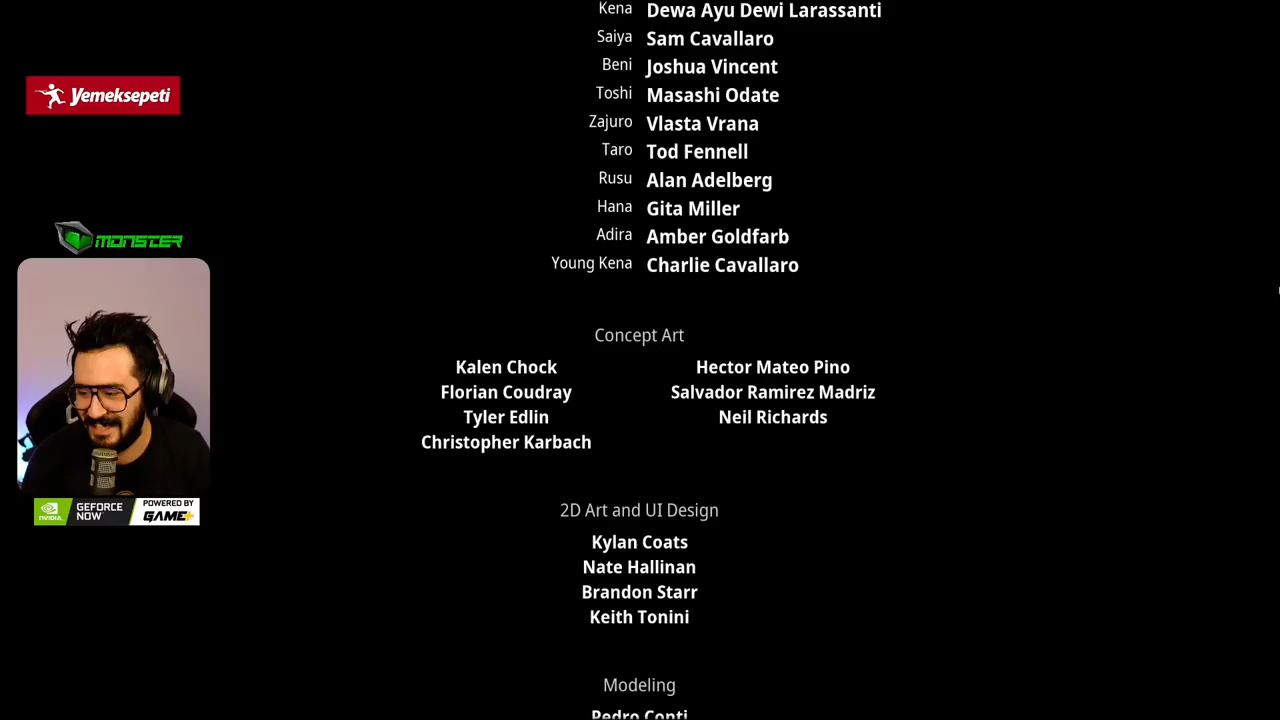 Kena Dewa Ayu Dewi Larassanti
Saiya Sam Cavallaro
Beni Joshua Vincent
Toshi Masashi Odate
Zajuro Vlasta Vrana
Taro Tod Fennell
Rusu Alan Adelberg
Hana Gita Miller
Adira Amber Goldfarb
Young Kena Charlie Cavallaro
Yemeksepeti
MONSTER
NVIDIA
GEFORCE
NOW
POWERED BY
GAME+
Concept Art
Kalen Chock Hector Mateo Pino
Florian Coudray Salvador Ramirez Madriz
Tyler Edlin Neil Richards
Christopher Karbach
2D Art and UI Design
Kylan Coats
Nate Hallinan
Brandon Starr
Keith Tonini
Modeling
Pedro Conti